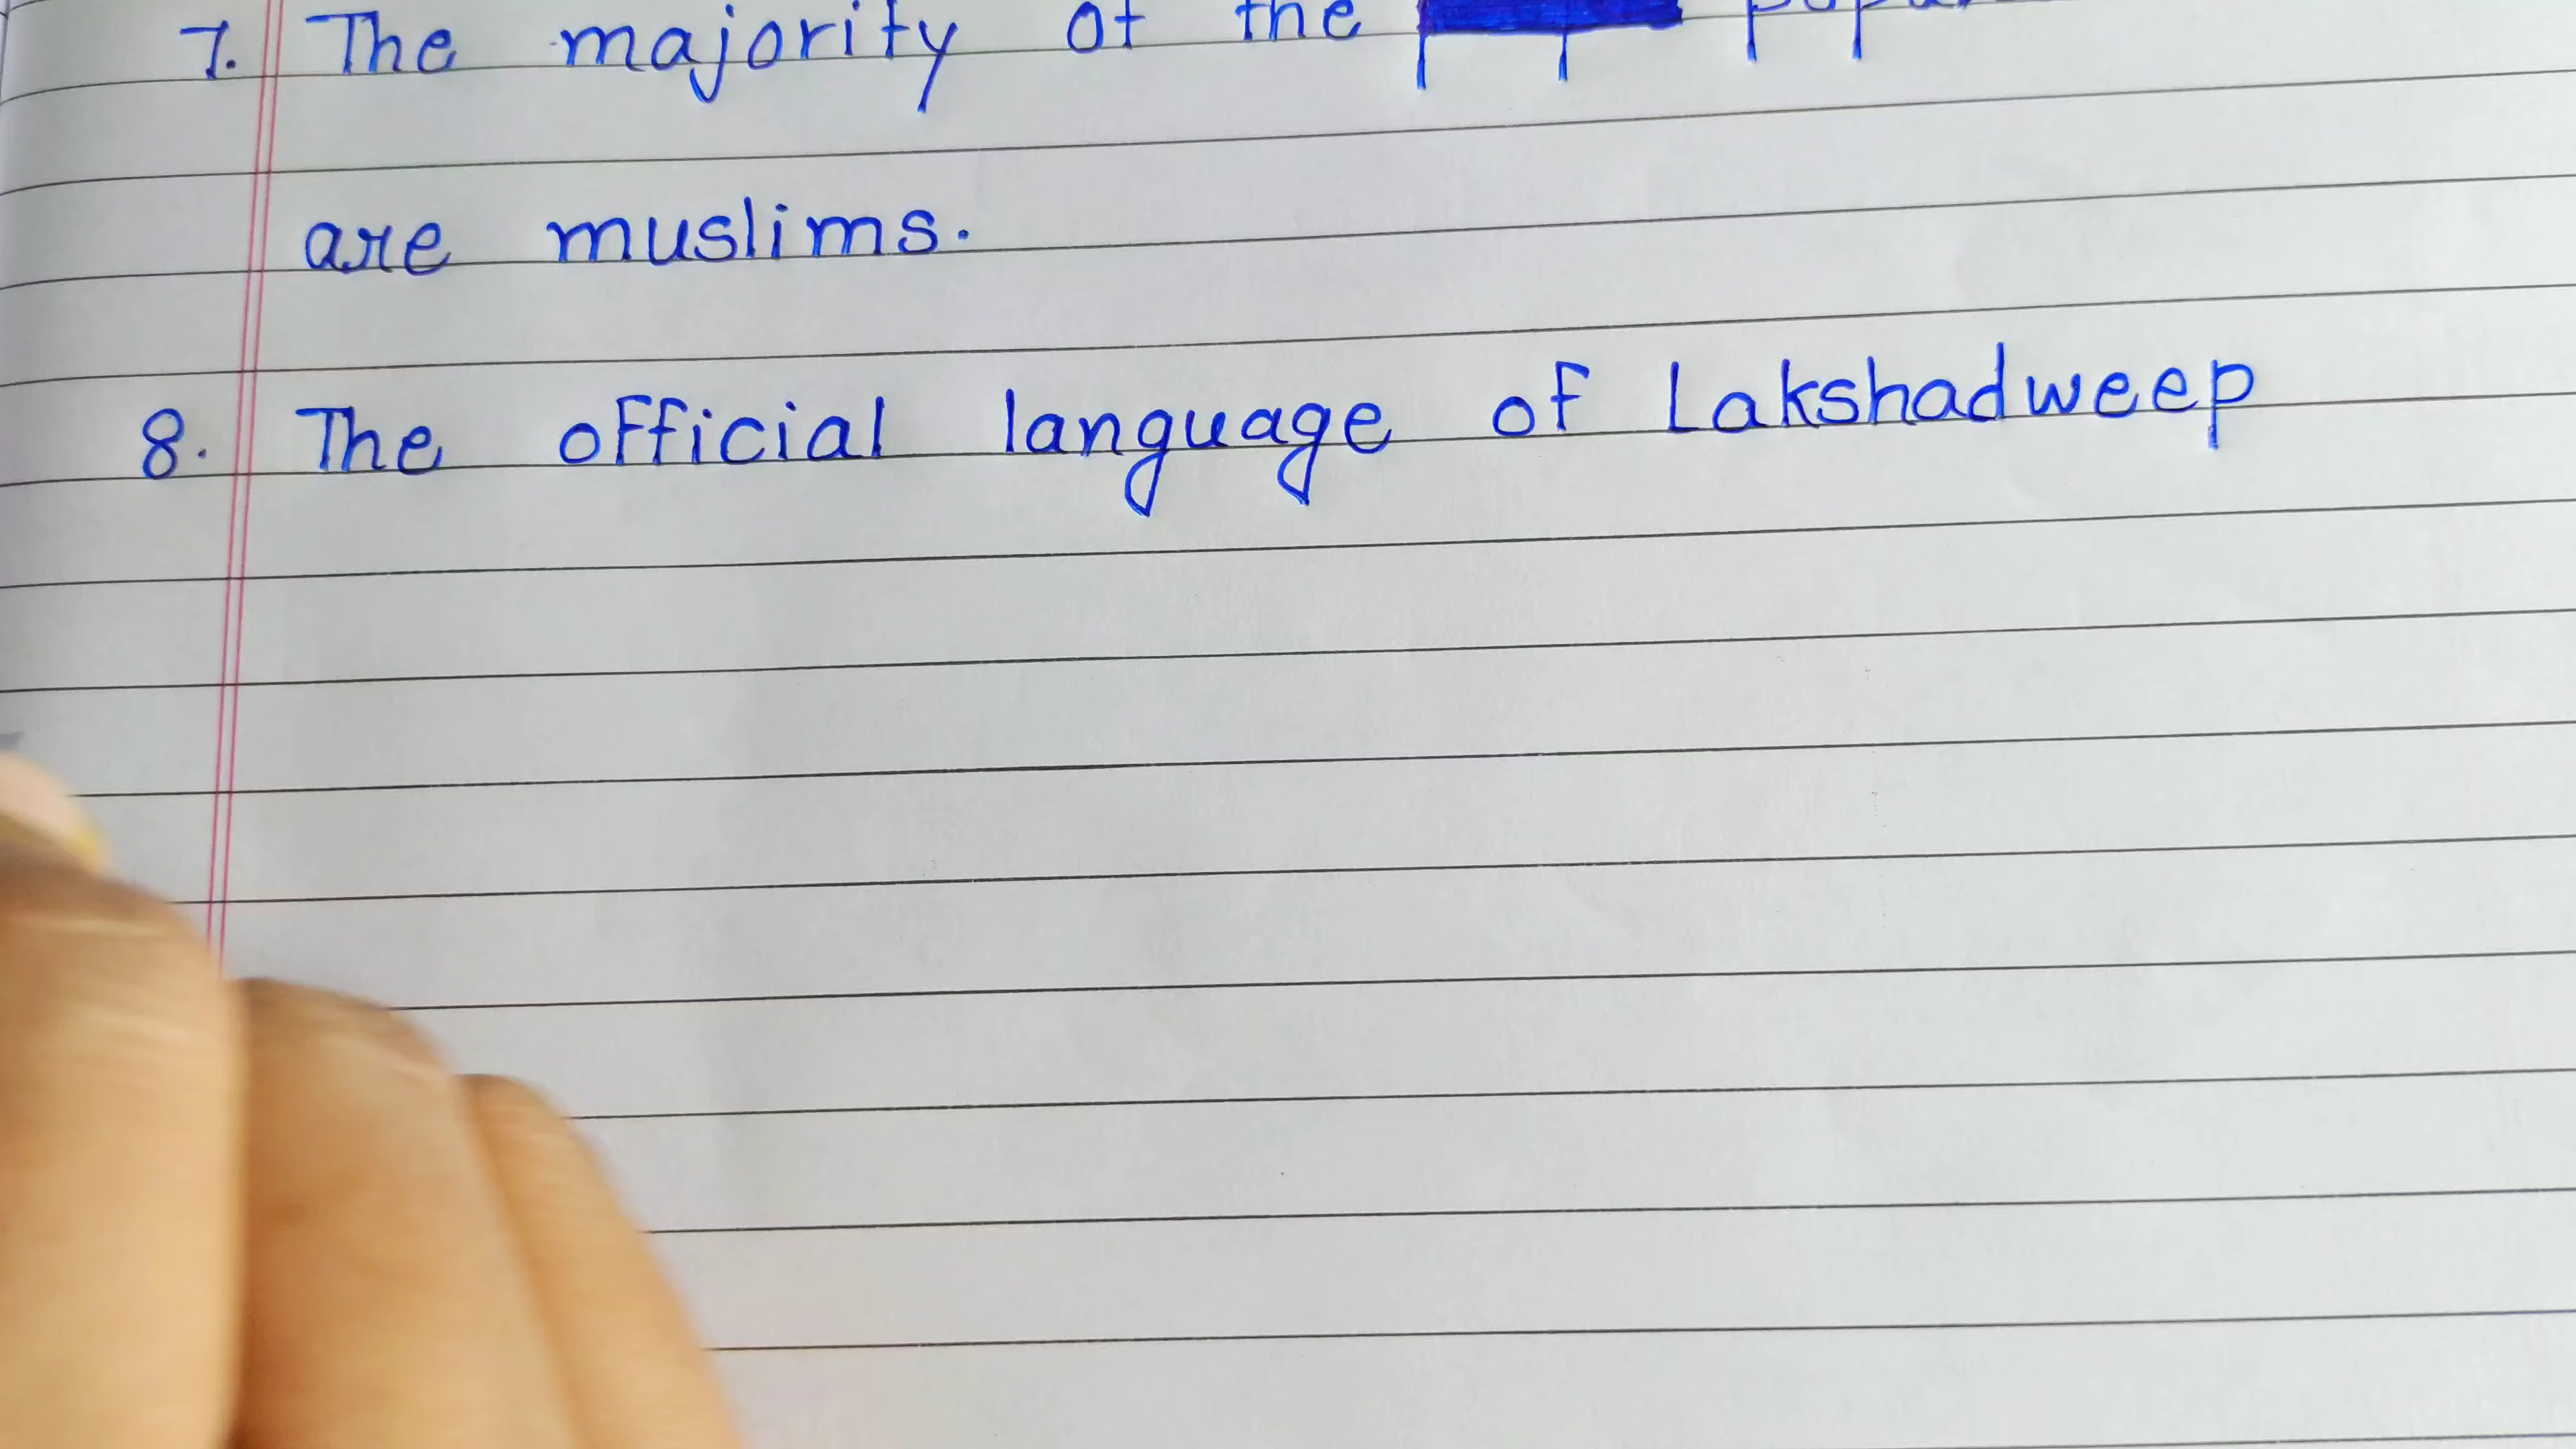 7. The majority of the
are muslims.
8. The official language of Lakshadweep